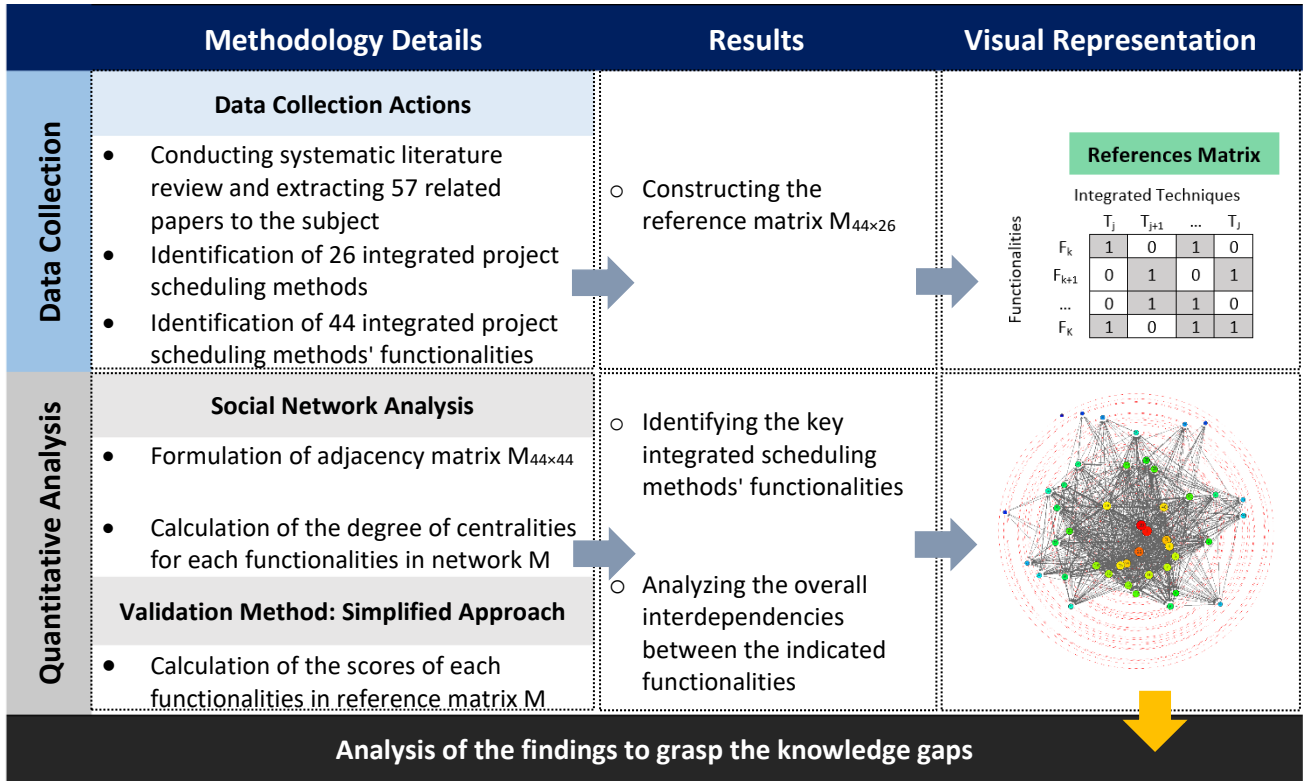 Methodology Details
Results
Visual Representation
Data Collection
Data Collection Actions
• Conducting systematic literature
review and extracting 57 related
papers to the subject
• Identification of 26 integrated project
scheduling methods
• Identification of 44 integrated project
scheduling methods' functionalities
o Constructing the
reference matrix M44×26
References Matrix
Integrated Techniques
Functionalities
Tj Tj+1 ... TJ
Fk 1 0 1 0
Fk+1 0 1 0 1
... 0 1 1 0
FK 1 0 1 1
Quantitative Analysis
Social Network Analysis
• Formulation of adjacency matrix M44×44
• Calculation of the degree of centralities
for each functionalities in network M
Validation Method: Simplified Approach
• Calculation of the scores of each
functionalities in reference matrix M
o Identifying the key
integrated scheduling
methods' functionalities
o Analyzing the overall
interdependencies
between the indicated
functionalities
Analysis of the findings to grasp the knowledge gaps